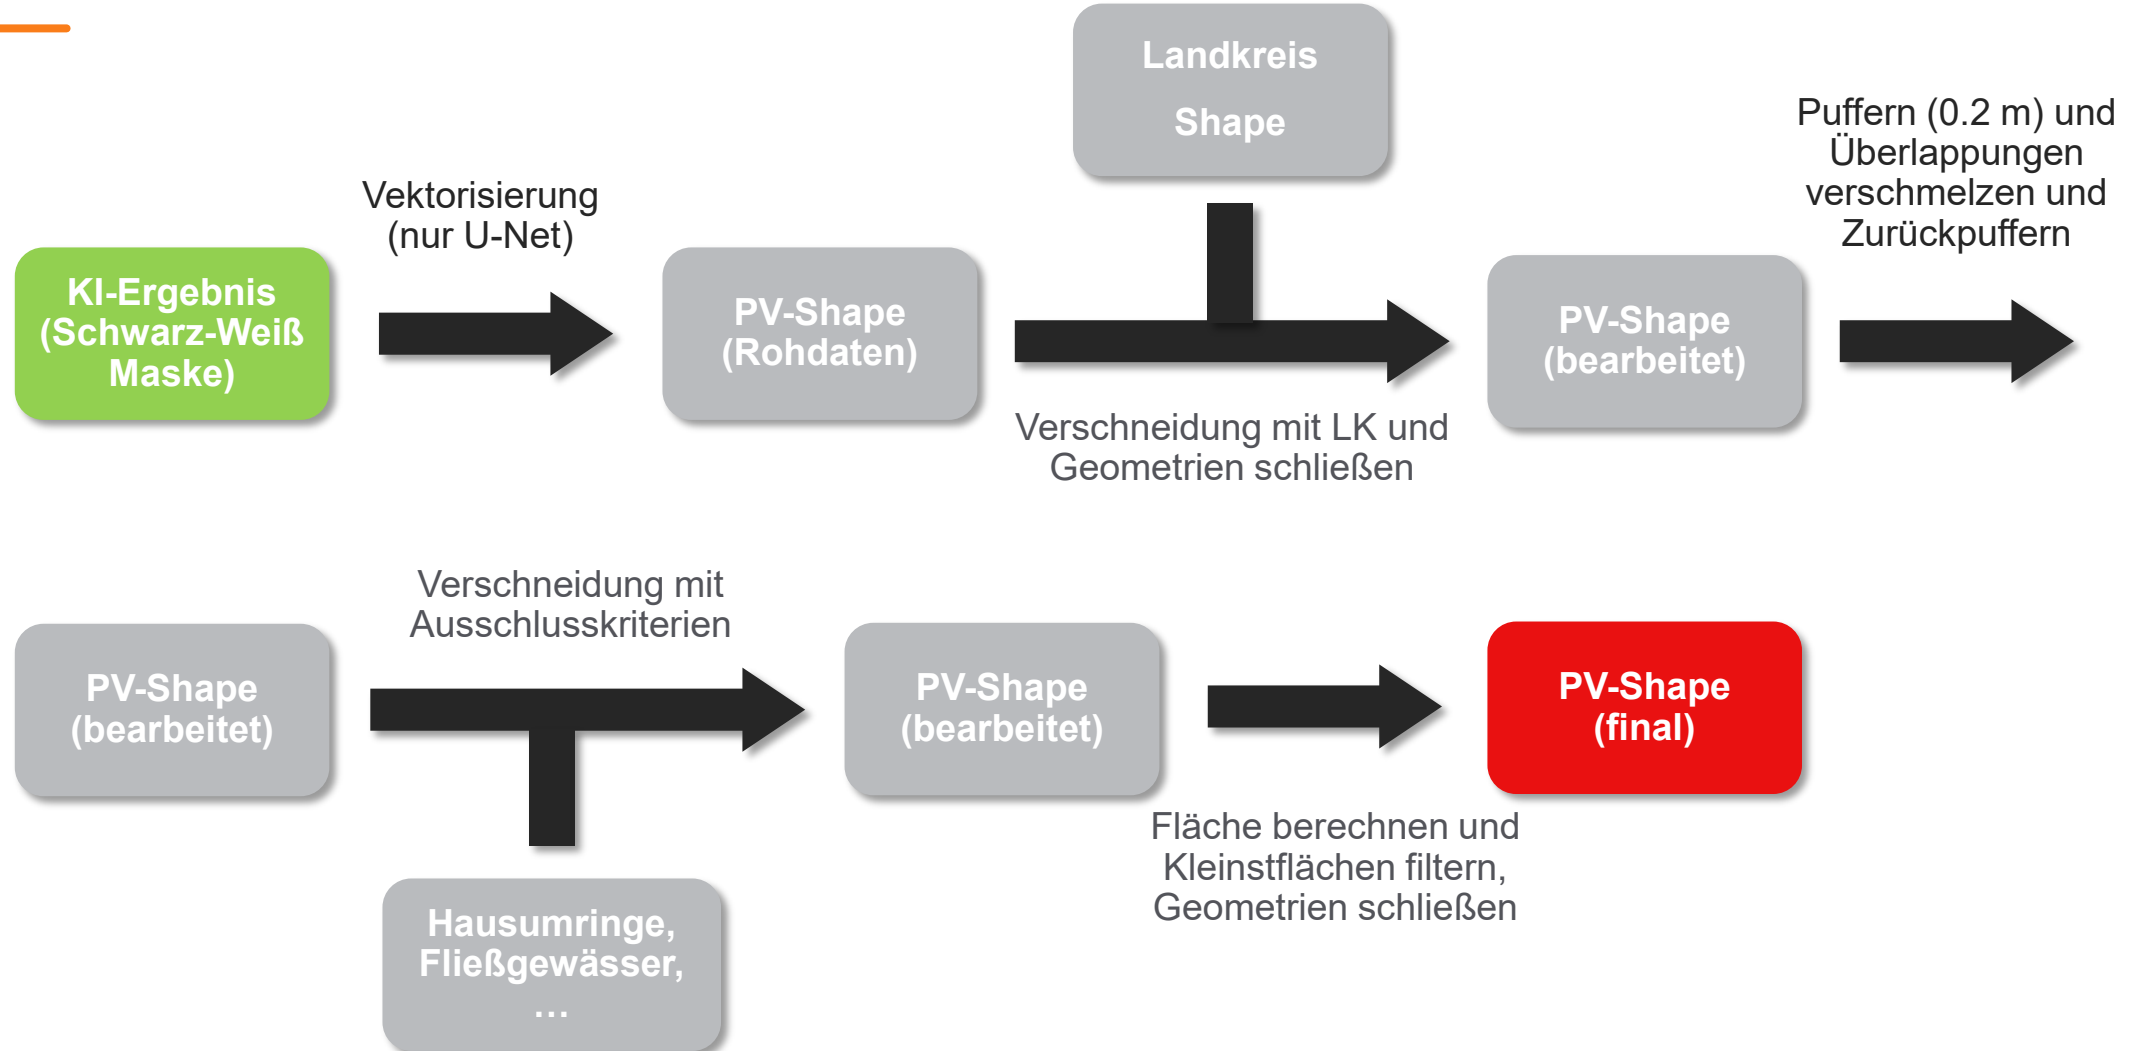 Landkreis
Shape
Puffern (0.2 m) und
Überlappungen
verschmelzen und
Zurückpuffern
Vektorisierung
(nur U-Net)
KI-Ergebnis
(Schwarz-Weiß
Maske)
PV-Shape
(Rohdaten)
PV-Shape
(bearbeitet)
Verschneidung mit LK und
Geometrien schließen
Verschneidung mit
Ausschlusskriterien
PV-Shape
(bearbeitet)
PV-Shape
(bearbeitet)
PV-Shape
(final)
Fläche berechnen und
Kleinstflächen filtern,
Geometrien schließen
Hausumringe,
Fließgewässer,
…